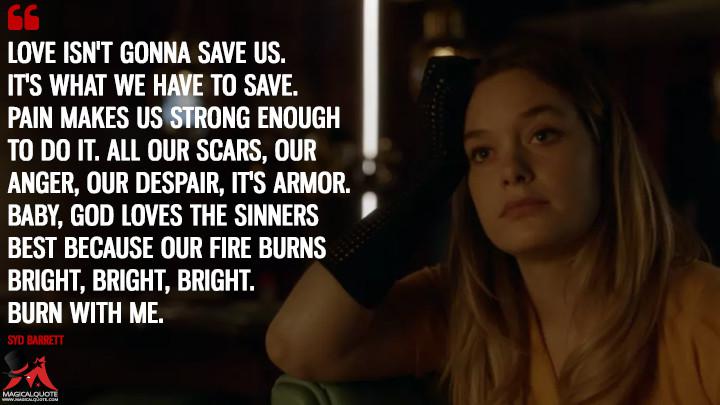 LOVE ISN'T GONNA SAVE US.
IT'S WHAT WE HAVE TO SAVE.
PAIN MAKES US STRONG ENOUGH
TO DO IT. ALL OUR SCARS, OUR
ANGER, OUR DESPAIR, IT'S ARMOR.
BABY, GOD LOVES THE SINNERS
BEST BECAUSE OUR FIRE BURNS
BRIGHT, BRIGHT, BRIGHT.
BURN WITH ME.
SYD BARRETT
MAGICALQUOTE
WWW.MAGICALQUOTE.COM